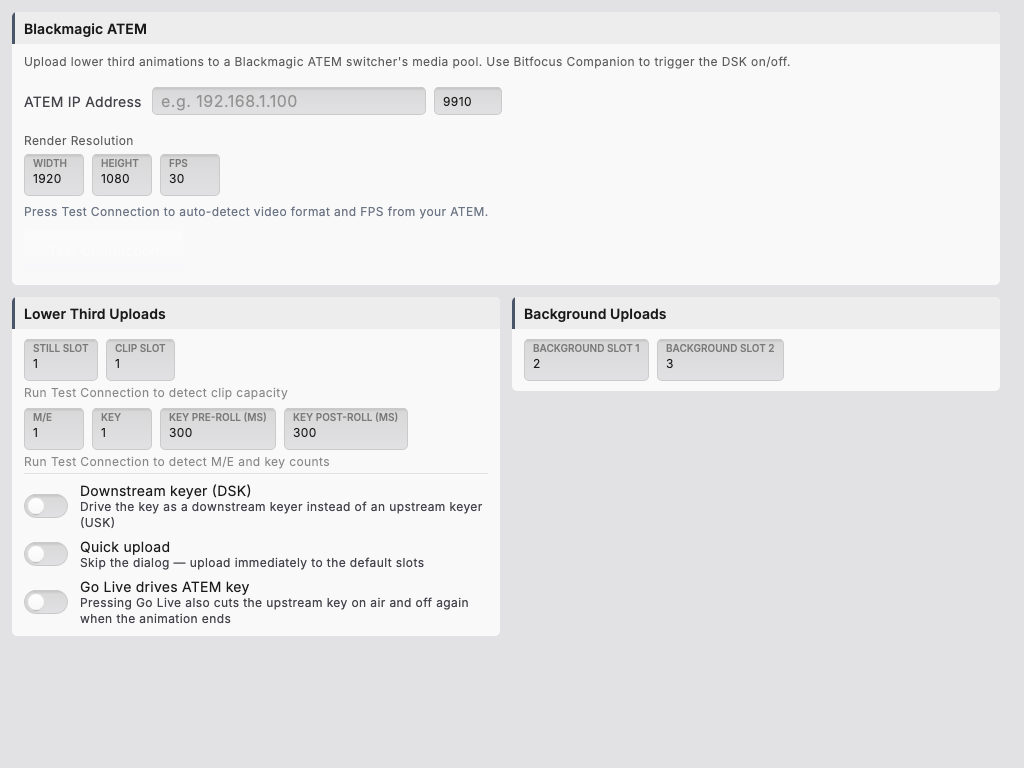 Blackmagic ATEM
Upload lower third animations to a Blackmagic ATEM switcher's media pool. Use Bitfocus Companion to trigger the DSK on/off.
ATEM IP Address e.g. 192.168.1.100 9910
Render Resolution
WIDTH HEIGHT FPS
1920 1080 30
Press Test Connection to auto-detect video format and FPS from your ATEM.
Lower Third Uploads
STILL SLOT CLIP SLOT
1 1
Run Test Connection to detect clip capacity
M/E KEY KEY PRE-ROLL (MS) KEY POST-ROLL (MS)
1 1 300 300
Run Test Connection to detect M/E and key counts
Downstream keyer (DSK)
Drive the key as a downstream keyer instead of an upstream keyer
(USK)
Quick upload
Skip the dialog — upload immediately to the default slots
Go Live drives ATEM key
Pressing Go Live also cuts the upstream key on air and off again
when the animation ends
Background Uploads
BACKGROUND SLOT 1 BACKGROUND SLOT 2
2 3